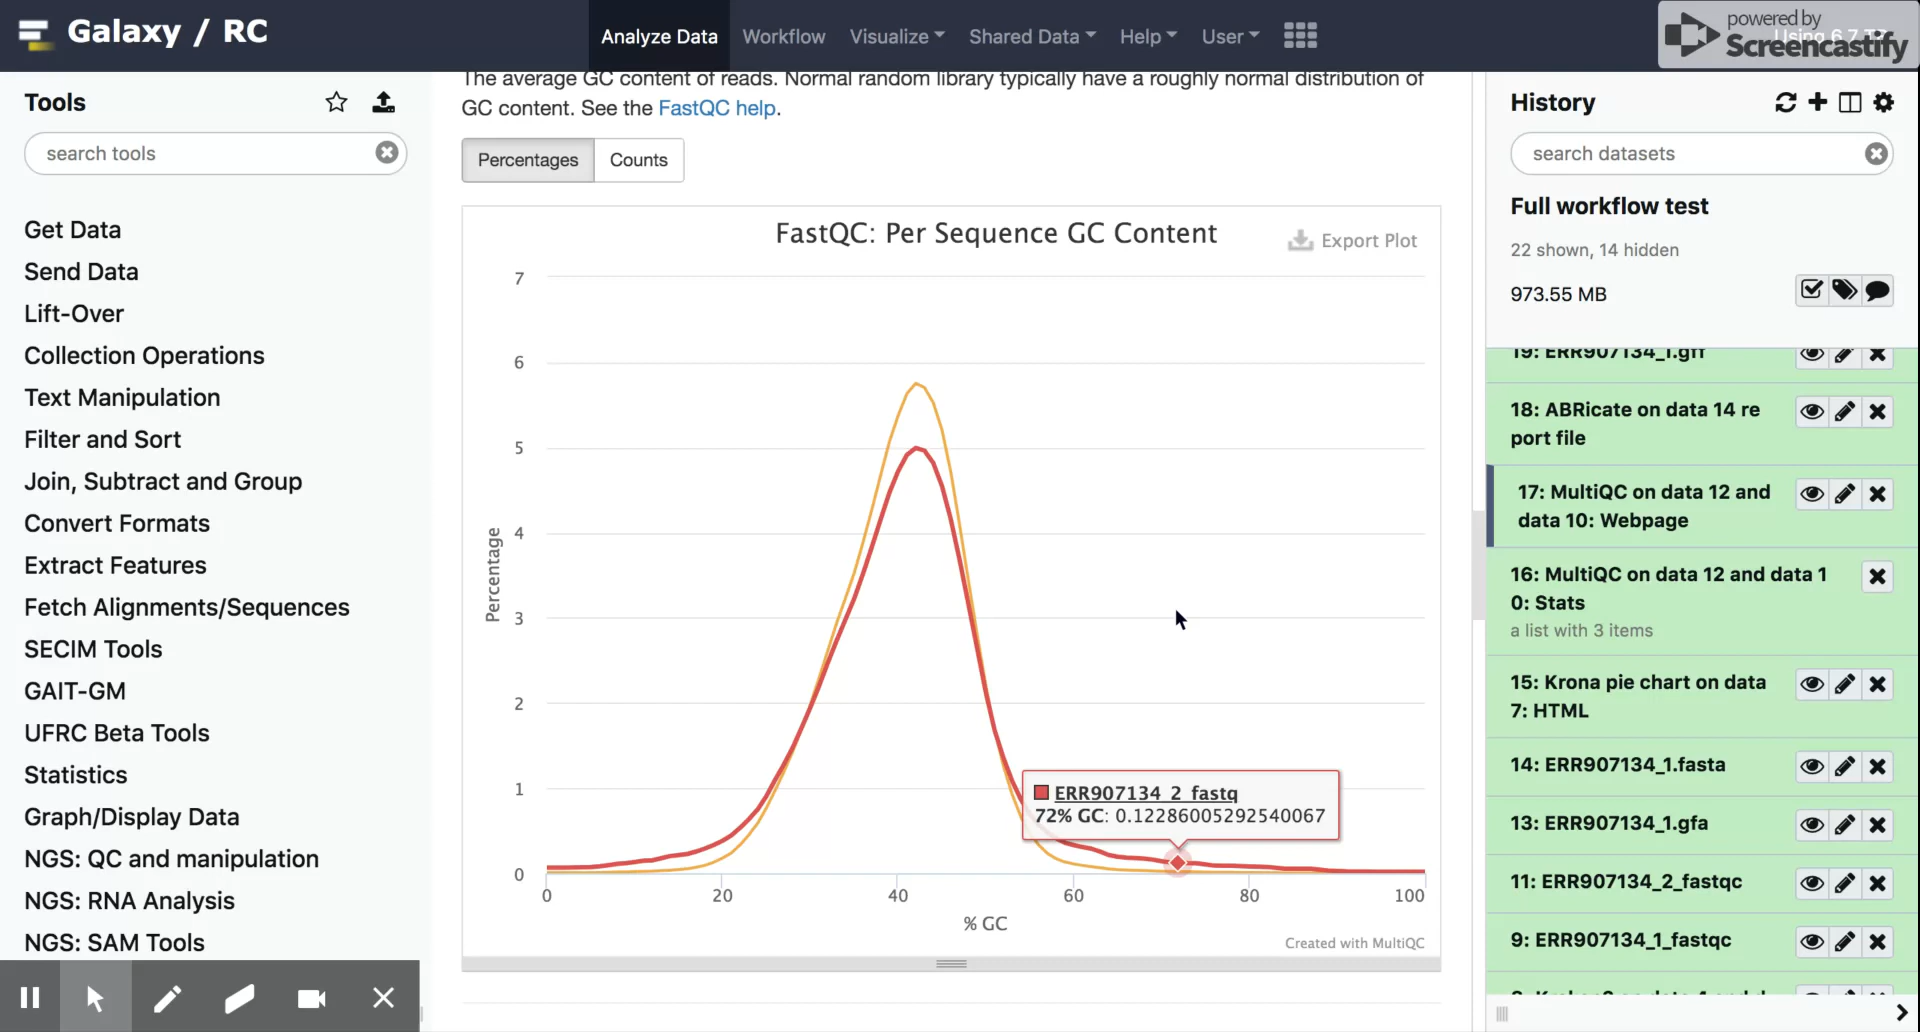 Galaxy / RC
Analyze Data
Workflow
Visualize
Shared Data
Help
User
powered by
Screencastify
Tools
search tools
Get Data
Send Data
Lift-Over
Collection Operations
Text Manipulation
Filter and Sort
Join, Subtract and Group
Convert Formats
Extract Features
Fetch Alignments/Sequences
SECIM Tools
GAIT-GM
UFRC Beta Tools
Statistics
Graph/Display Data
NGS: QC and manipulation
NGS: RNA Analysis
NGS: SAM Tools
The average GC content of reads. Normal random library typically have a roughly normal distribution of
GC content. See the FastQC help.
Percentages
Counts
FastQC: Per Sequence GC Content
Export Plot
7
6
5
4
3
2
1
0
Percentage
ERR907134_2_fastq
72% GC: 0.12286005292540067
0
20
40
60
80
100
% GC
Created with MultiQC
History
search datasets
Full workflow test
22 shown, 14 hidden
973.55 MB
19: ERR907134_1.gff
18: ABRicate on data 14 re
port file
17: MultiQC on data 12 and
data 10: Webpage
16: MultiQC on data 12 and data 1
0: Stats
a list with 3 items
15: Krona pie chart on data
7: HTML
14: ERR907134_1.fasta
13: ERR907134_1.gfa
11: ERR907134_2_fastqc
9: ERR907134_1_fastqc